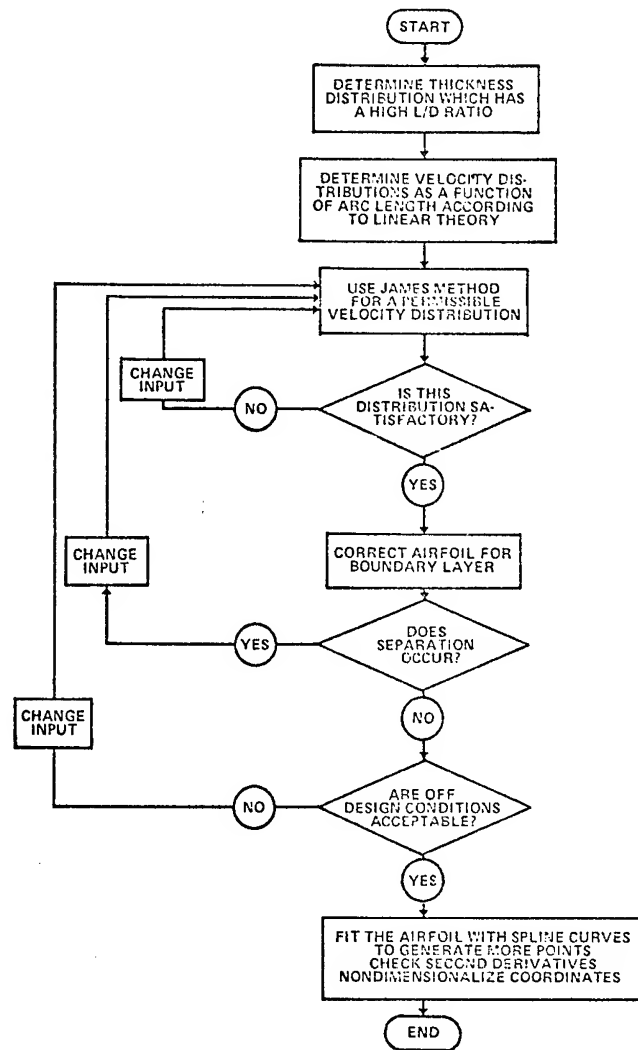 START
DETERMINE THICKNESS
DISTRIBUTION WHICH HAS
A HIGH L/D RATIO
DETERMINE VELOCITY DIS-
TRIBUTIONS AS A FUNCTION
OF ARC LENGTH ACCORDING
TO LINEAR THEORY
USE JAMES METHOD
FOR A PERMISSIBLE
VELOCITY DISTRIBUTION
CHANGE
INPUT
NO
IS THIS
DISTRIBUTION SA-
TISFACTORY?
YES
CORRECT AIRFOIL FOR
BOUNDARY LAYER
CHANGE
INPUT
YES
DOES
SEPARATION
OCCUR?
NO
CHANGE
INPUT
NO
ARE OFF
DESIGN CONDITIONS
ACCEPTABLE?
YES
FIT THE AIRFOIL WITH SPLINE CURVES
TO GENERATE MORE POINTS
CHECK SECOND DERIVATIVES
NONDIMENSIONALIZE COORDINATES
END